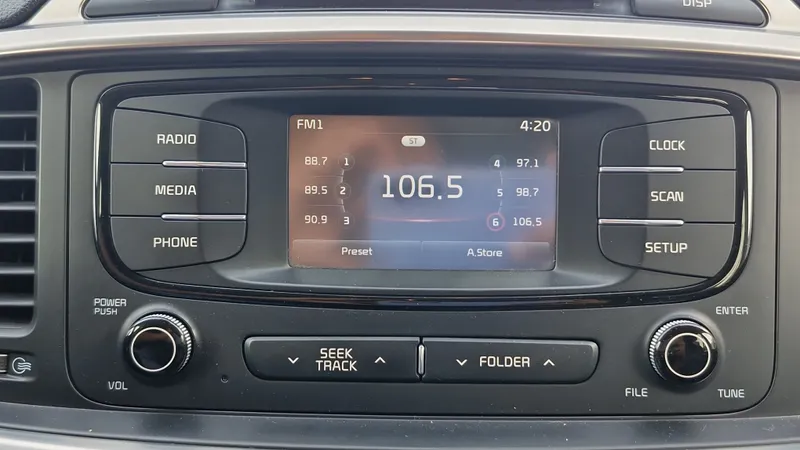 DISP
FM1
4:20
RADIO
MEDIA
PHONE
88.7 1
89.5 2
90.9 3
ST
106.5
4 97.1
5 98.7
6 106.5
Preset
A.Store
CLOCK
SCAN
SETUP
POWER
PUSH
VOL
SEEK
TRACK
FOLDER
ENTER
FILE
TUNE